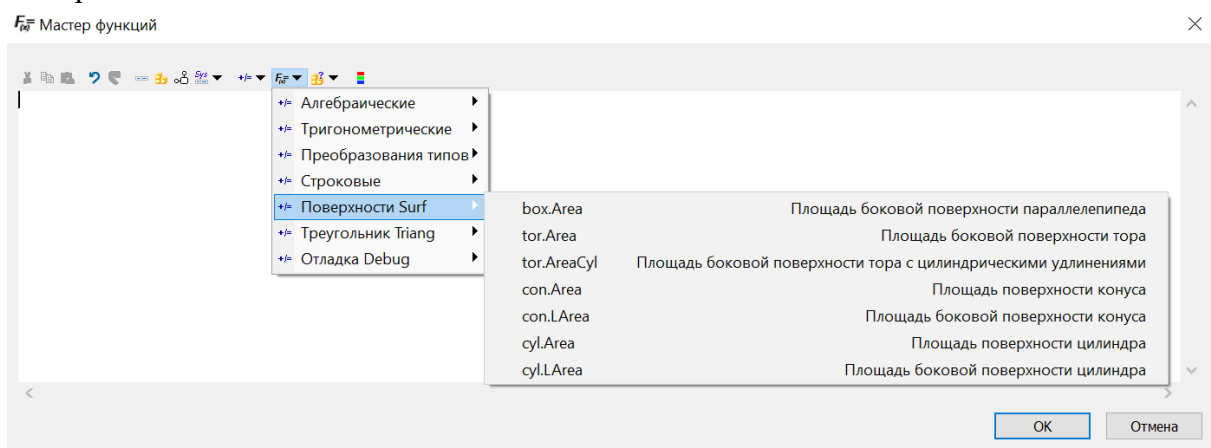 F(x)= Мастер функций
Sys +/= F(x)=
+/= Алгебраические
+/= Тригонометрические
+/= Преобразования типов
+/= Строковые
+/= Поверхности Surf
+/= Треугольник Triang
+/= Отладка Debug
box.Area Площадь боковой поверхности параллелепипеда
tor.Area Площадь боковой поверхности тора
tor.AreaCyl Площадь боковой поверхности тора с цилиндрическими удлинениями
con.Area Площадь поверхности конуса
con.LArea Площадь боковой поверхности конуса
cyl.Area Площадь поверхности цилиндра
cyl.LArea Площадь боковой поверхности цилиндра
OK Отмена